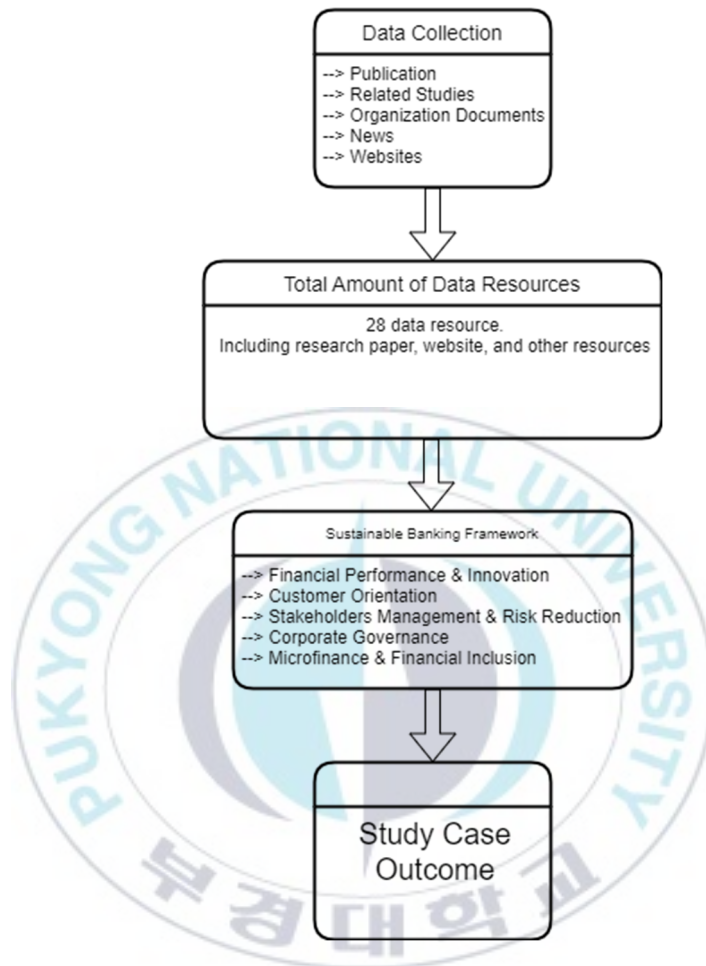 Data Collection
--> Publication
--> Related Studies
--> Organization Documents
--> News
--> Websites
Total Amount of Data Resources
28 data resource.
Including research paper, website, and other resources
Sustainable Banking Framework
--> Financial Performance & Innovation
--> Customer Orientation
--> Stakeholders Management & Risk Reduction
--> Corporate Governance
--> Microfinance & Financial Inclusion
Study Case
Outcome
PUKYONG NATIONAL UNIVERSITY
부경대학교